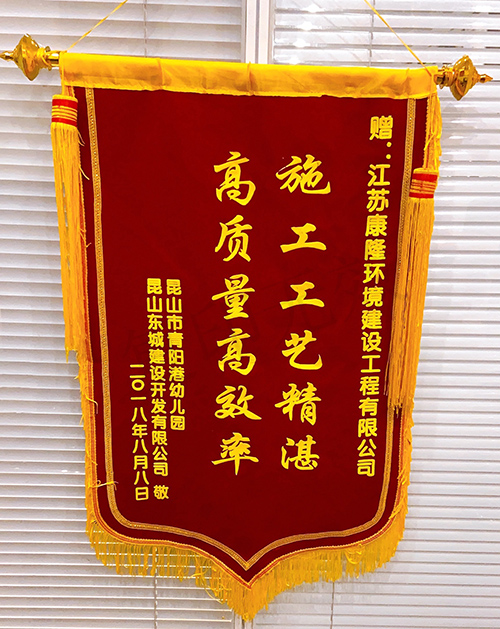 赠：江苏康隆环境建设工程有限公司
施工工艺精湛
高质量高效率
昆山市青阳港幼儿园
昆山东城建设开发有限公司 敬
二〇一八年八月八日